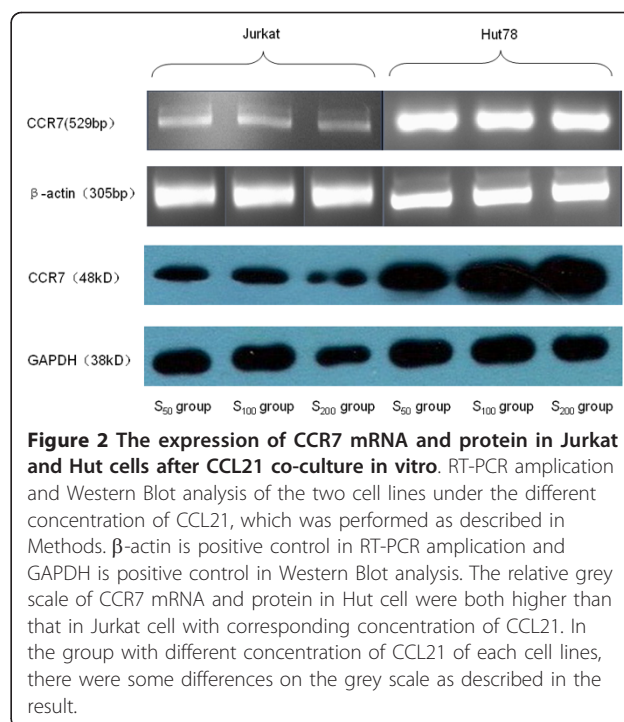 Jurkat Hut78
CCR7(529bp)
β-actin（305bp）
CCR7（48kD）
GAPDH（38kD）
S50 group S100 group S200 group S50 group S100 group S200 group
Figure 2 The expression of CCR7 mRNA and protein in Jurkat
and Hut cells after CCL21 co-culture in vitro. RT-PCR amplication
and Western Blot analysis of the two cell lines under the different
concentration of CCL21, which was performed as described in
Methods. β-actin is positive control in RT-PCR amplication and
GAPDH is positive control in Western Blot analysis. The relative grey
scale of CCR7 mRNA and protein in Hut cell were both higher than
that in Jurkat cell with corresponding concentration of CCL21. In
the group with different concentration of CCL21 of each cell lines,
there were some differences on the grey scale as described in the
result.